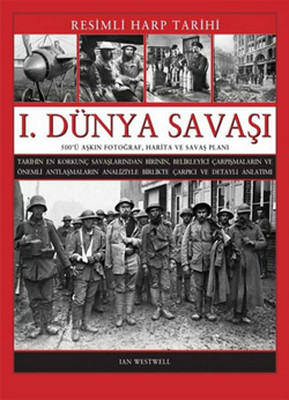 RESİMLİ HARP TARİHİ
I. DÜNYA SAVAŞI
500'Ü AŞKIN FOTOĞRAF, HARİTA VE SAVAŞ PLANI
TARİHİN EN KORKUNÇ SAVAŞLARINDAN BİRİNİN, BELİRLEYİCİ ÇARPIŞMALARIN VE
ÖNEMLİ ANTLAŞMALARIN ANALİZİYLE BİRLİKTE ÇARPICI VE DETAYLI ANLATIMI
IAN WESTWELL